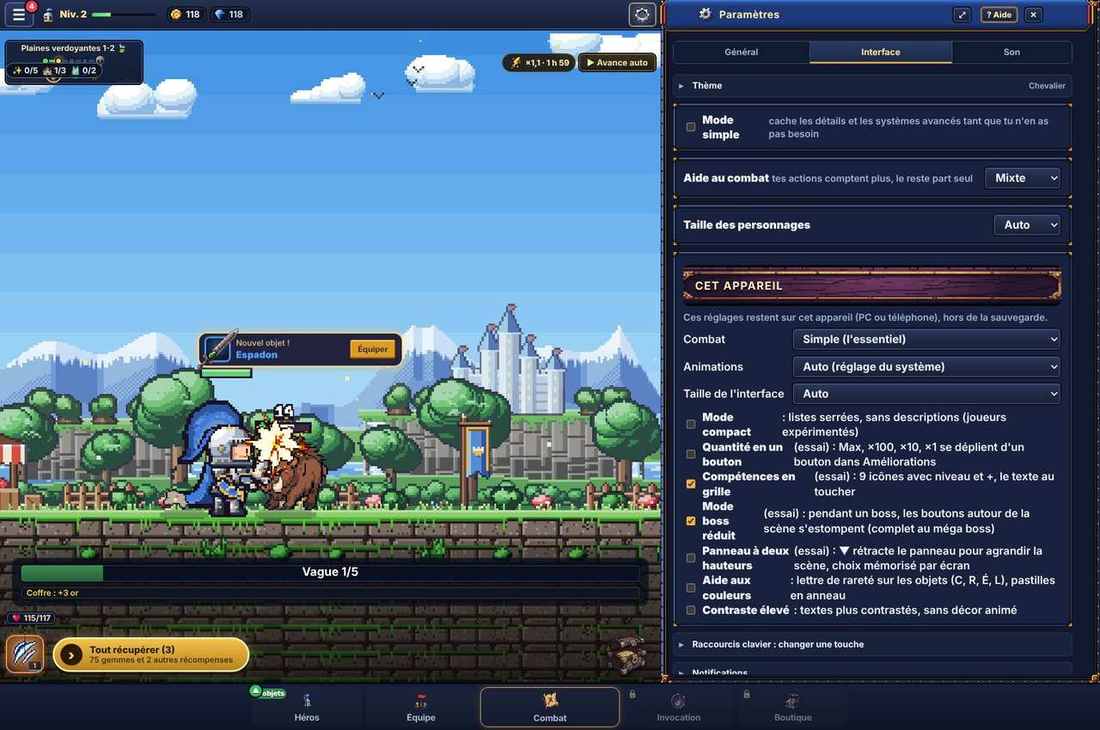 4
Niv. 2
118
118
Plaines verdoyantes 1-2
0/5 1/3 0/2
×1,1 · 1 h 59
▶ Avance auto
Nouvel objet !
Espadon
Équiper
14
Vague 1/5
Coffre : +3 or
115/117
1
Tout récupérer (3)
75 gemmes et 2 autres récompenses
objets
Héros
Équipe
Combat
Invocation
Boutique
Paramètres
? Aide
×
Général
Interface
Son
▸ Thème
Chevalier
Mode simple
cache les détails et les systèmes avancés tant que tu n'en as
pas besoin
Aide au combat tes actions comptent plus, le reste part seul
Mixte
Taille des personnages
Auto
CET APPAREIL
Ces réglages restent sur cet appareil (PC ou téléphone), hors de la sauvegarde.
Combat
Simple (l'essentiel)
Animations
Auto (réglage du système)
Taille de l'interface
Auto
Mode
compact
: listes serrées, sans descriptions (joueurs
expérimentés)
Quantité en un
bouton
(essai) : Max, ×100, ×10, ×1 se déplient d'un
bouton dans Améliorations
Compétences en
grille
(essai) : 9 icônes avec niveau et +, le texte au
toucher
Mode
boss
réduit
(essai) : pendant un boss, les boutons autour de la
scène s'estompent (complet au méga boss)
Panneau à deux
hauteurs
(essai) : ▼ rétracte le panneau pour agrandir la
scène, choix mémorisé par écran
Aide aux
couleurs
: lettre de rareté sur les objets (C, R, É, L), pastilles
en anneau
Contraste élevé : textes plus contrastés, sans décor animé
▸ Raccourcis clavier : changer une touche
▸ Notifications